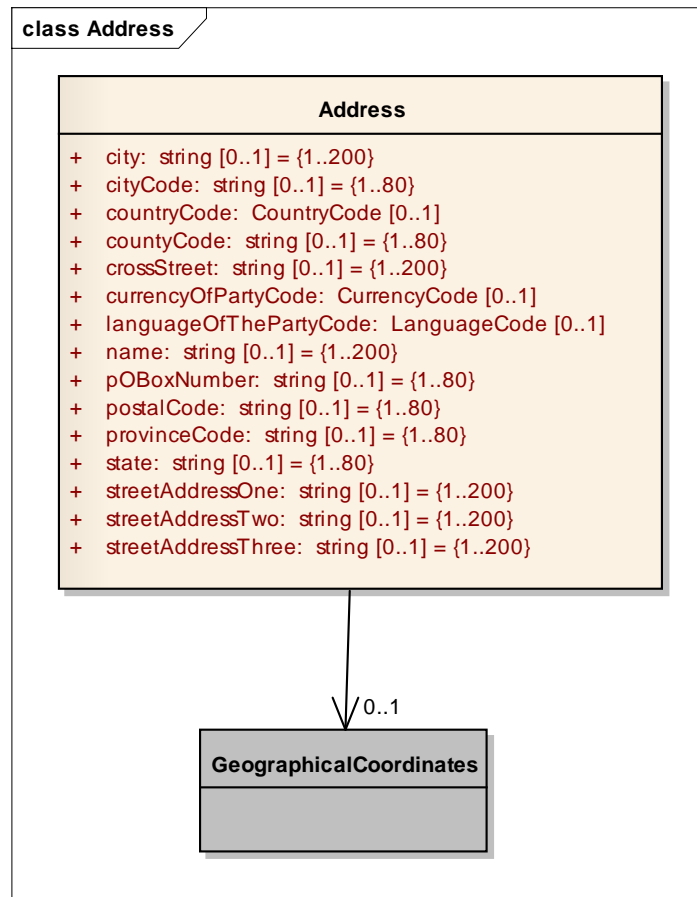 class Address
Address
+ city: string [0..1] = {1..200}
+ cityCode: string [0..1] = {1..80}
+ countryCode: CountryCode [0..1]
+ countyCode: string [0..1] = {1..80}
+ crossStreet: string [0..1] = {1..200}
+ currencyOfPartyCode: CurrencyCode [0..1]
+ languageOfThePartyCode: LanguageCode [0..1]
+ name: string [0..1] = {1..200}
+ pOBoxNumber: string [0..1] = {1..80}
+ postalCode: string [0..1] = {1..80}
+ provinceCode: string [0..1] = {1..80}
+ state: string [0..1] = {1..80}
+ streetAddressOne: string [0..1] = {1..200}
+ streetAddressTwo: string [0..1] = {1..200}
+ streetAddressThree: string [0..1] = {1..200}
0..1
GeographicalCoordinates